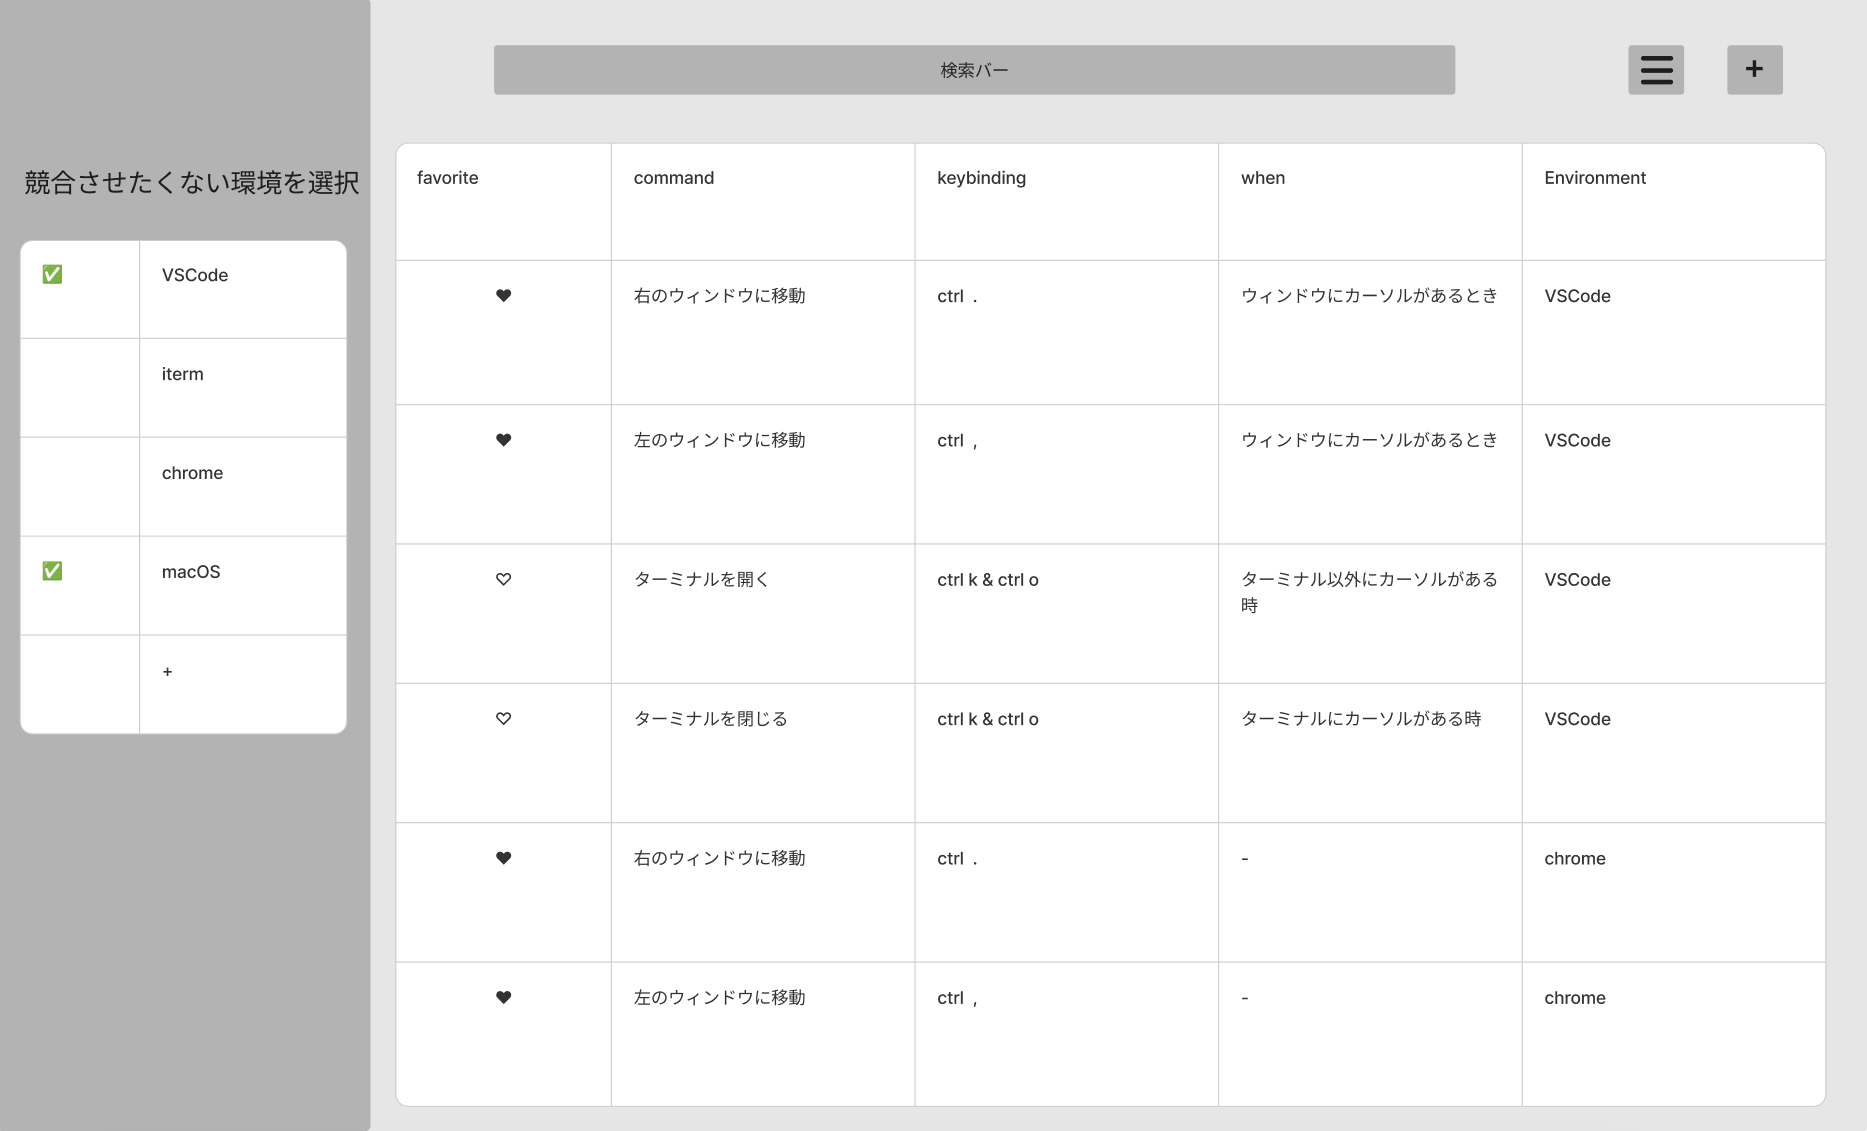 競合させたくない環境を選択
✅ VSCode
iterm
chrome
✅ macOS
+
検索バー
+
favorite command keybinding when Environment
♥ 右のウィンドウに移動 ctrl . ウィンドウにカーソルがあるとき VSCode
♥ 左のウィンドウに移動 ctrl , ウィンドウにカーソルがあるとき VSCode
♡ ターミナルを開く ctrl k & ctrl o ターミナル以外にカーソルがある
時
VSCode
♡ ターミナルを閉じる ctrl k & ctrl o ターミナルにカーソルがある時 VSCode
♥ 右のウィンドウに移動 ctrl . - chrome
♥ 左のウィンドウに移動 ctrl , - chrome